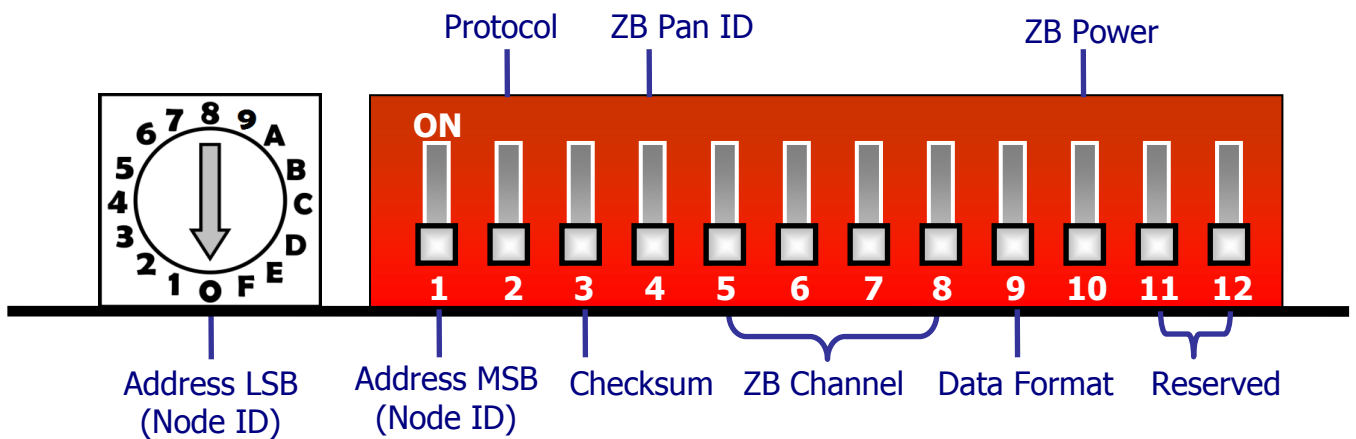 Protocol ZB Pan ID ZB Power
ON
7 8 9
6 A
5 B
4 C
3 D
2 E
1 0 F
1 2 3 4 5 6 7 8 9 10 11 12
Address LSB
(Node ID)
Address MSB
(Node ID)
Checksum
ZB Channel
Data Format
Reserved